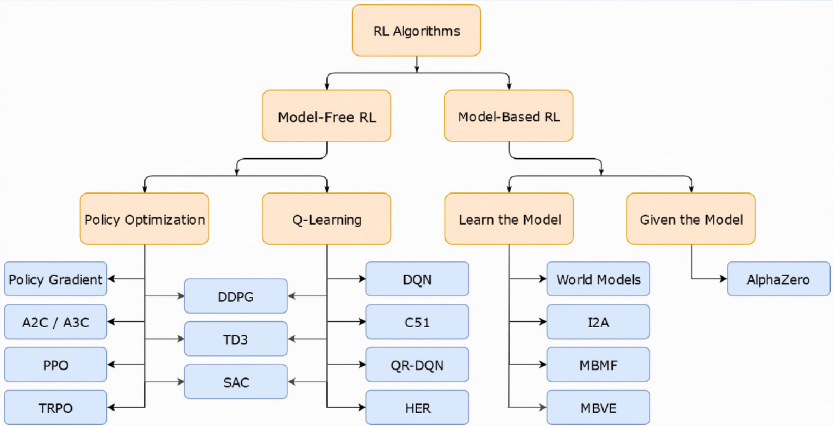 RL Algorithms
Model-Free RL
Model-Based RL
Policy Optimization
Q-Learning
Learn the Model
Given the Model
Policy Gradient
DDPG
DQN
World Models
AlphaZero
A2C / A3C
TD3
C51
I2A
PPO
SAC
QR-DQN
MBMF
TRPO
HER
MBVE